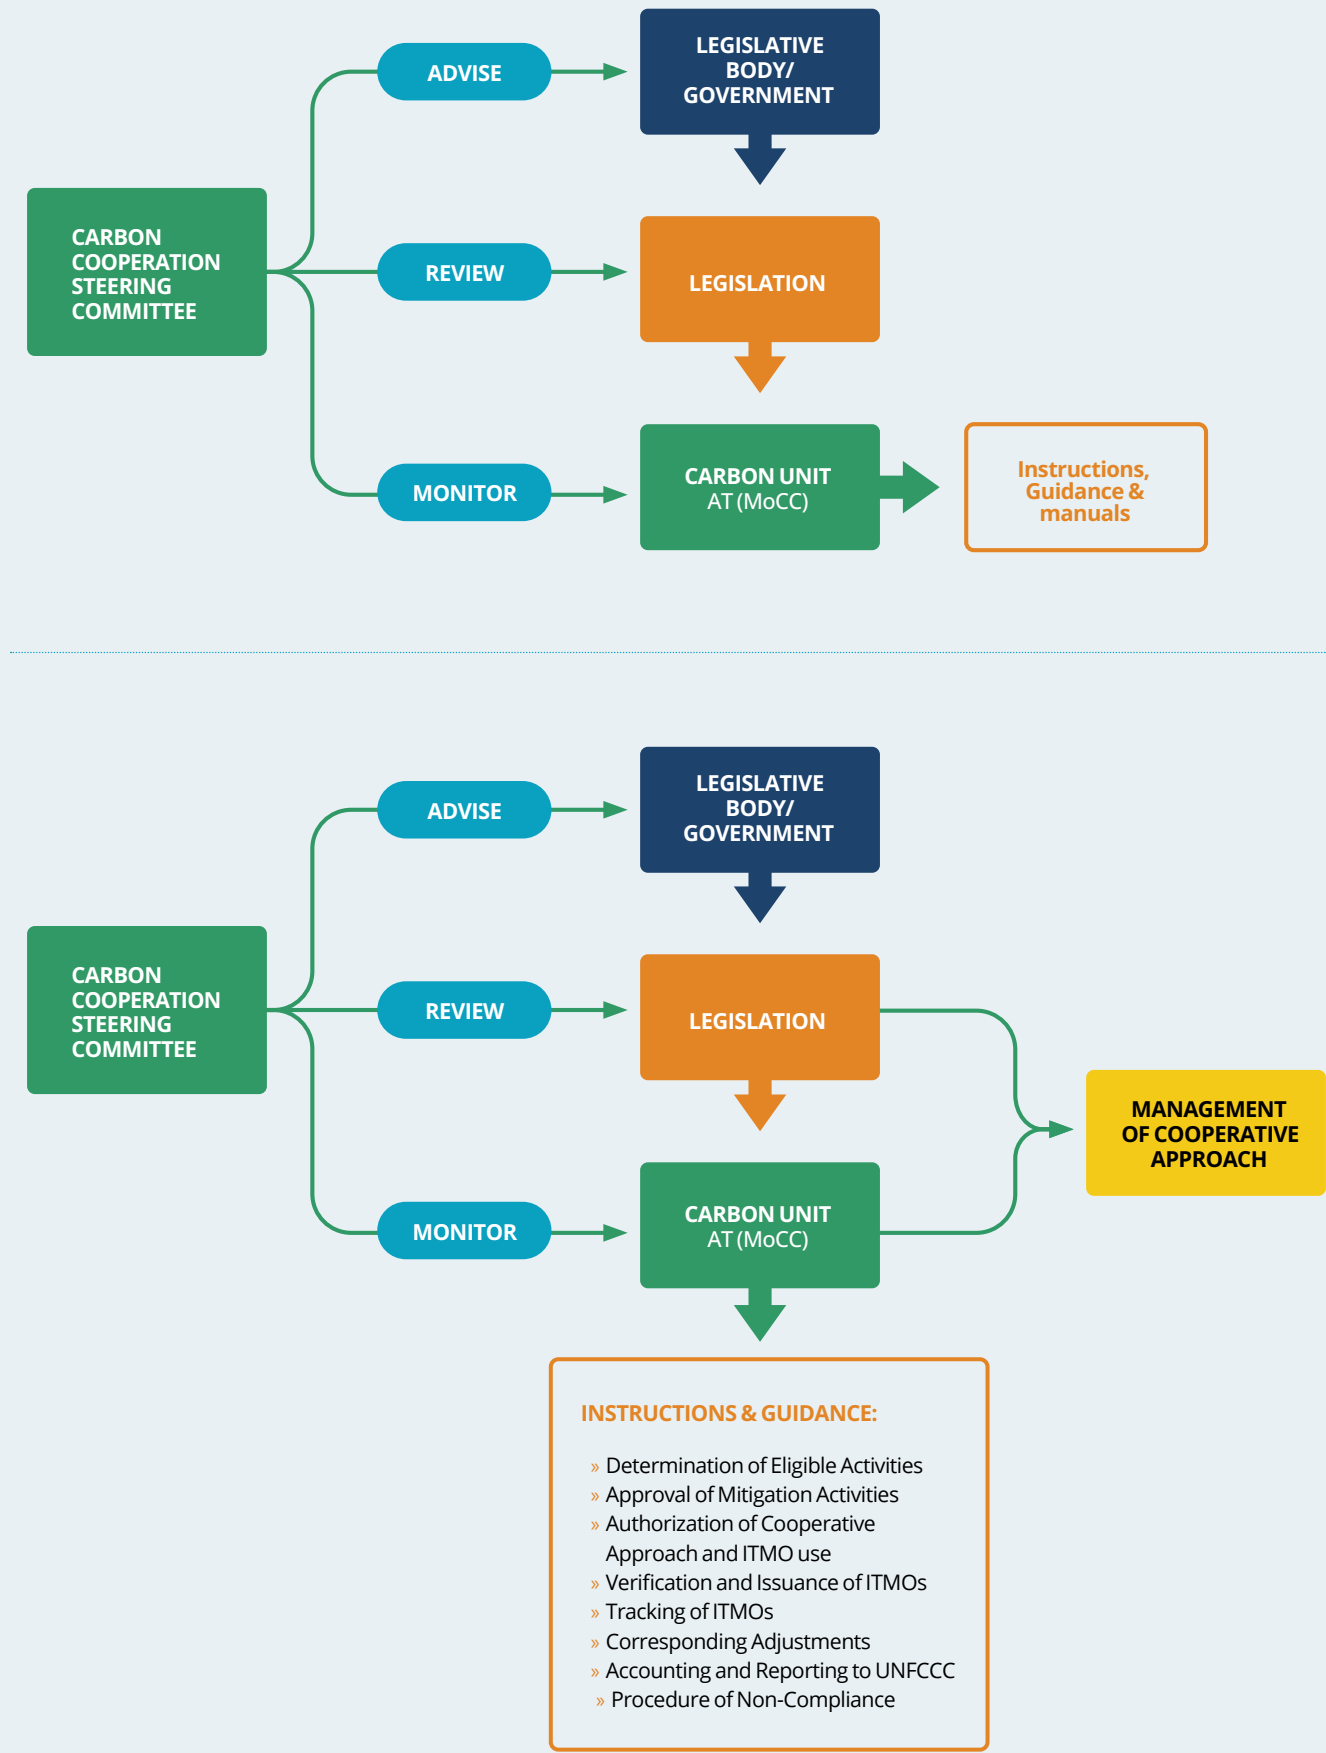 ADVISE
LEGISLATIVE
BODY/
GOVERNMENT
CARBON
COOPERATION
STEERING
COMMITTEE
REVIEW
LEGISLATION
MONITOR
CARBON UNIT
AT (MoCC)
Instructions,
Guidance &
manuals
ADVISE
LEGISLATIVE
BODY/
GOVERNMENT
CARBON
COOPERATION
STEERING
COMMITTEE
REVIEW
LEGISLATION
MANAGEMENT
OF COOPERATIVE
APPROACH
MONITOR
CARBON UNIT
AT (MoCC)
INSTRUCTIONS & GUIDANCE:
» Determination of Eligible Activities
» Approval of Mitigation Activities
» Authorization of Cooperative
Approach and ITMO use
» Verification and Issuance of ITMOs
» Tracking of ITMOs
» Corresponding Adjustments
» Accounting and Reporting to UNFCCC
» Procedure of Non-Compliance